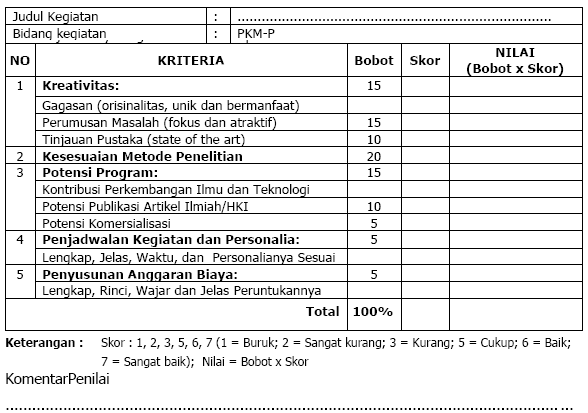 Judul Kegiatan : ................................................................................
Bidang kegiatan : PKM-P
NO KRITERIA Bobot Skor NILAI
(Bobot x Skor)
1 Kreativitas: 15
Gagasan (orisinalitas, unik dan bermanfaat)
Perumusan Masalah (fokus dan atraktif) 15
Tinjauan Pustaka (state of the art) 10
2 Kesesuaian Metode Penelitian 20
3 Potensi Program: 15
Kontribusi Perkembangan Ilmu dan Teknologi
Potensi Publikasi Artikel Ilmiah/HKI 10
Potensi Komersialisasi 5
4 Penjadwalan Kegiatan dan Personalia: 5
Lengkap, Jelas, Waktu, dan Personalianya Sesuai
5 Penyusunan Anggaran Biaya: 5
Lengkap, Rinci, Wajar dan Jelas Peruntukannya
Total 100%
Keterangan : Skor : 1, 2, 3, 5, 6, 7 (1 = Buruk; 2 = Sangat kurang; 3 = Kurang; 5 = Cukup; 6 = Baik;
7 = Sangat baik); Nilai = Bobot x Skor
KomentarPenilai
................................................................................................................